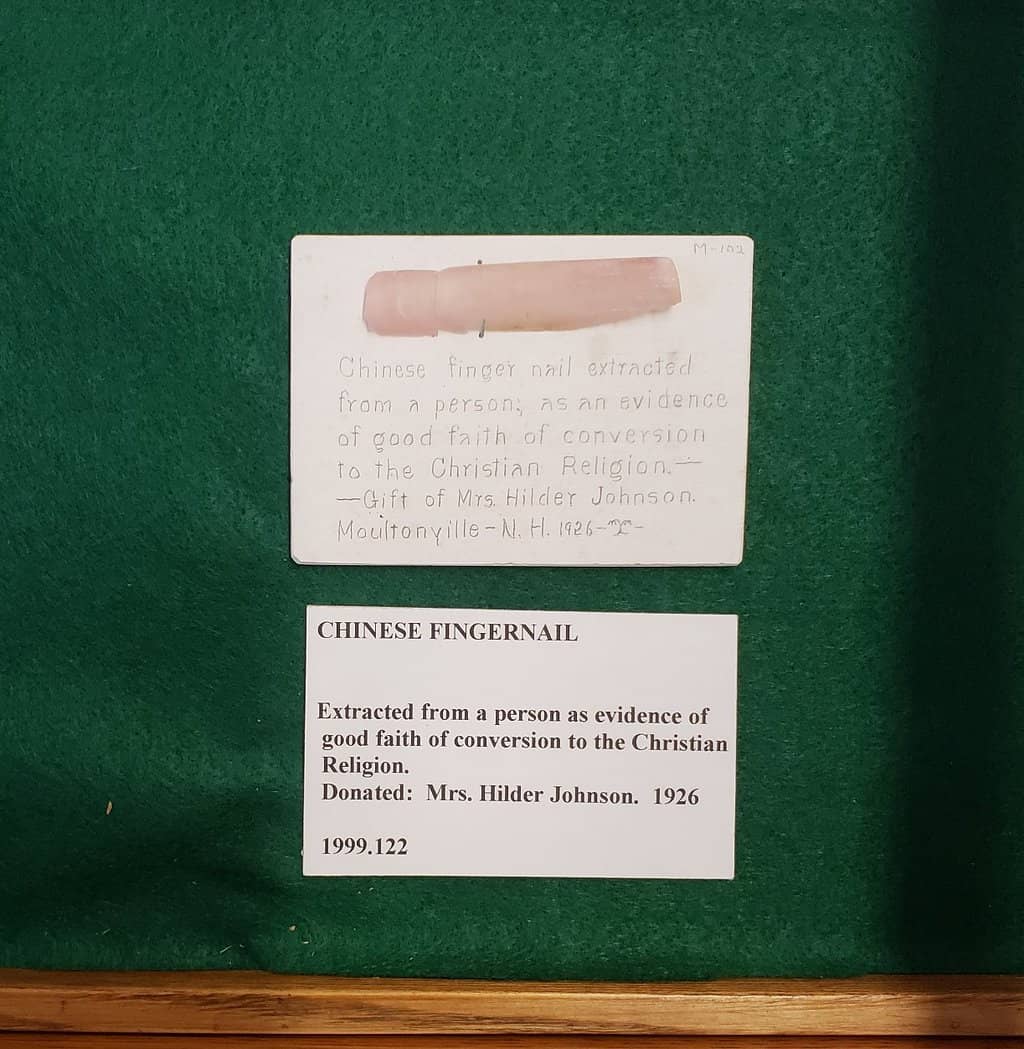 M-102
Chinese finger nail extracted
from a person; as an evidence
of good faith of conversion
to the Christian Religion.—
—Gift of Mrs. Hilder Johnson.
Moultonville-N. H. 1926-
CHINESE FINGERNAIL
Extracted from a person as evidence of
good faith of conversion to the Christian
Religion.
Donated: Mrs. Hilder Johnson. 1926
1999.122